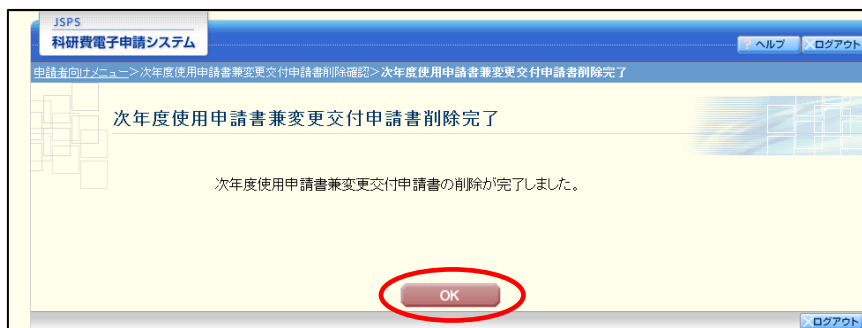 JSPS
科研費電子申請システム
? ヘルプ ×ログアウト
申請者向けメニュー>次年度使用申請書兼変更交付申請書削除確認>次年度使用申請書兼変更交付申請書削除完了
次年度使用申請書兼変更交付申請書削除完了
次年度使用申請書兼変更交付申請書の削除が完了しました。
OK
×ログアウト